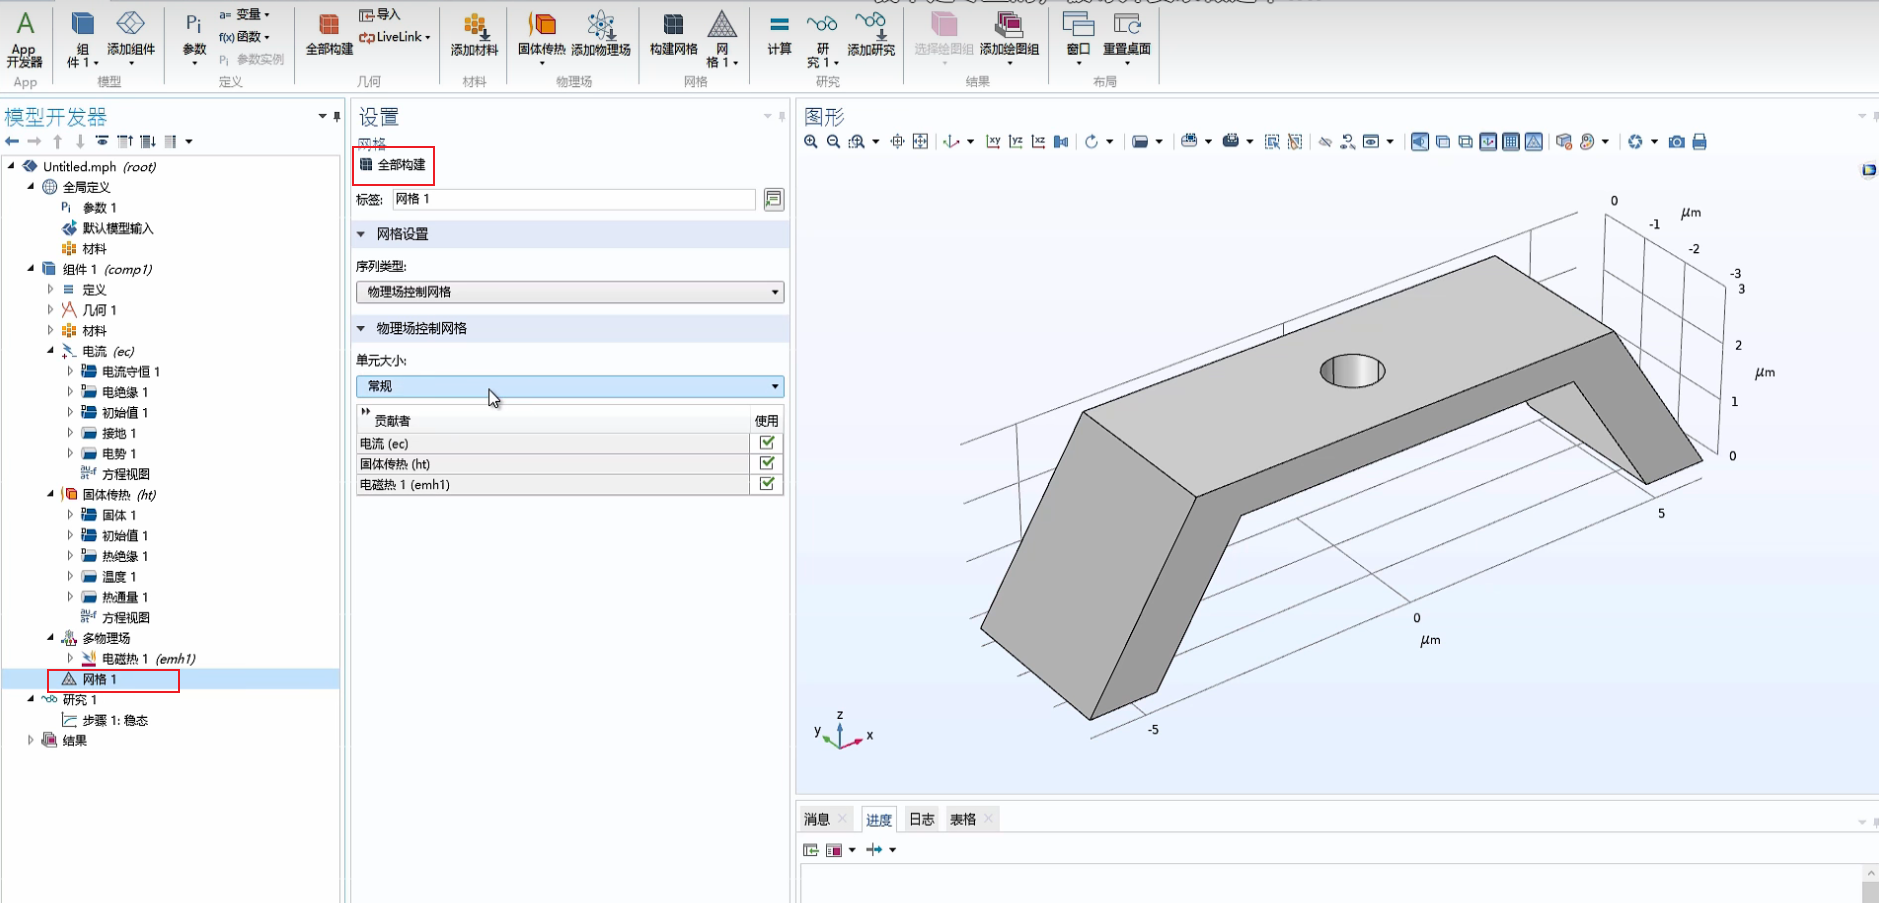 App
开发器
App
组
件 1
添加组件
模型
Pi
参数
a= 变量
f(x) 函数
Pi 参数实例
定义
全部构建
导入
LiveLink
几何
添加材料
材料
固体传热
添加物理场
物理场
构建网格
网
格 1
网格
计算
研
究 1
添加研究
研究
选择绘图组
添加绘图组
结果
窗口
重置桌面
布局
模型开发器
Untitled.mph (root)
全局定义
Pi 参数 1
默认模型输入
材料
组件 1 (comp1)
定义
几何 1
材料
电流 (ec)
电流守恒 1
电绝缘 1
初始值 1
接地 1
电势 1
方程视图
固体传热 (ht)
固体 1
初始值 1
热绝缘 1
温度 1
热通量 1
方程视图
多物理场
电磁热 1 (emh1)
网格 1
研究 1
步骤 1: 稳态
结果
设置
网格
全部构建
标签: 网格 1
网格设置
序列类型:
物理场控制网格
物理场控制网格
单元大小:
常规
贡献者 使用
电流 (ec)
固体传热 (ht)
电磁热 1 (emh1)
图形
xy yz xz
0
-1
μm
-2
-3
3
2
μm
1
0
5
0
μm
-5
z
y
x
消息 进度 日志 表格